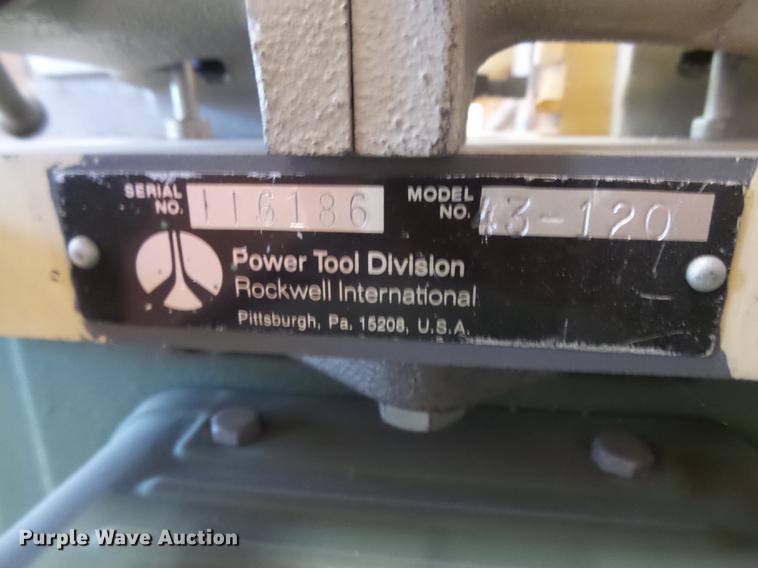 SERIAL NO. 116186
MODEL NO. 43-120
Power Tool Division
Rockwell International
Pittsburgh, Pa. 15208, U.S.A.
Purple Wave Auction